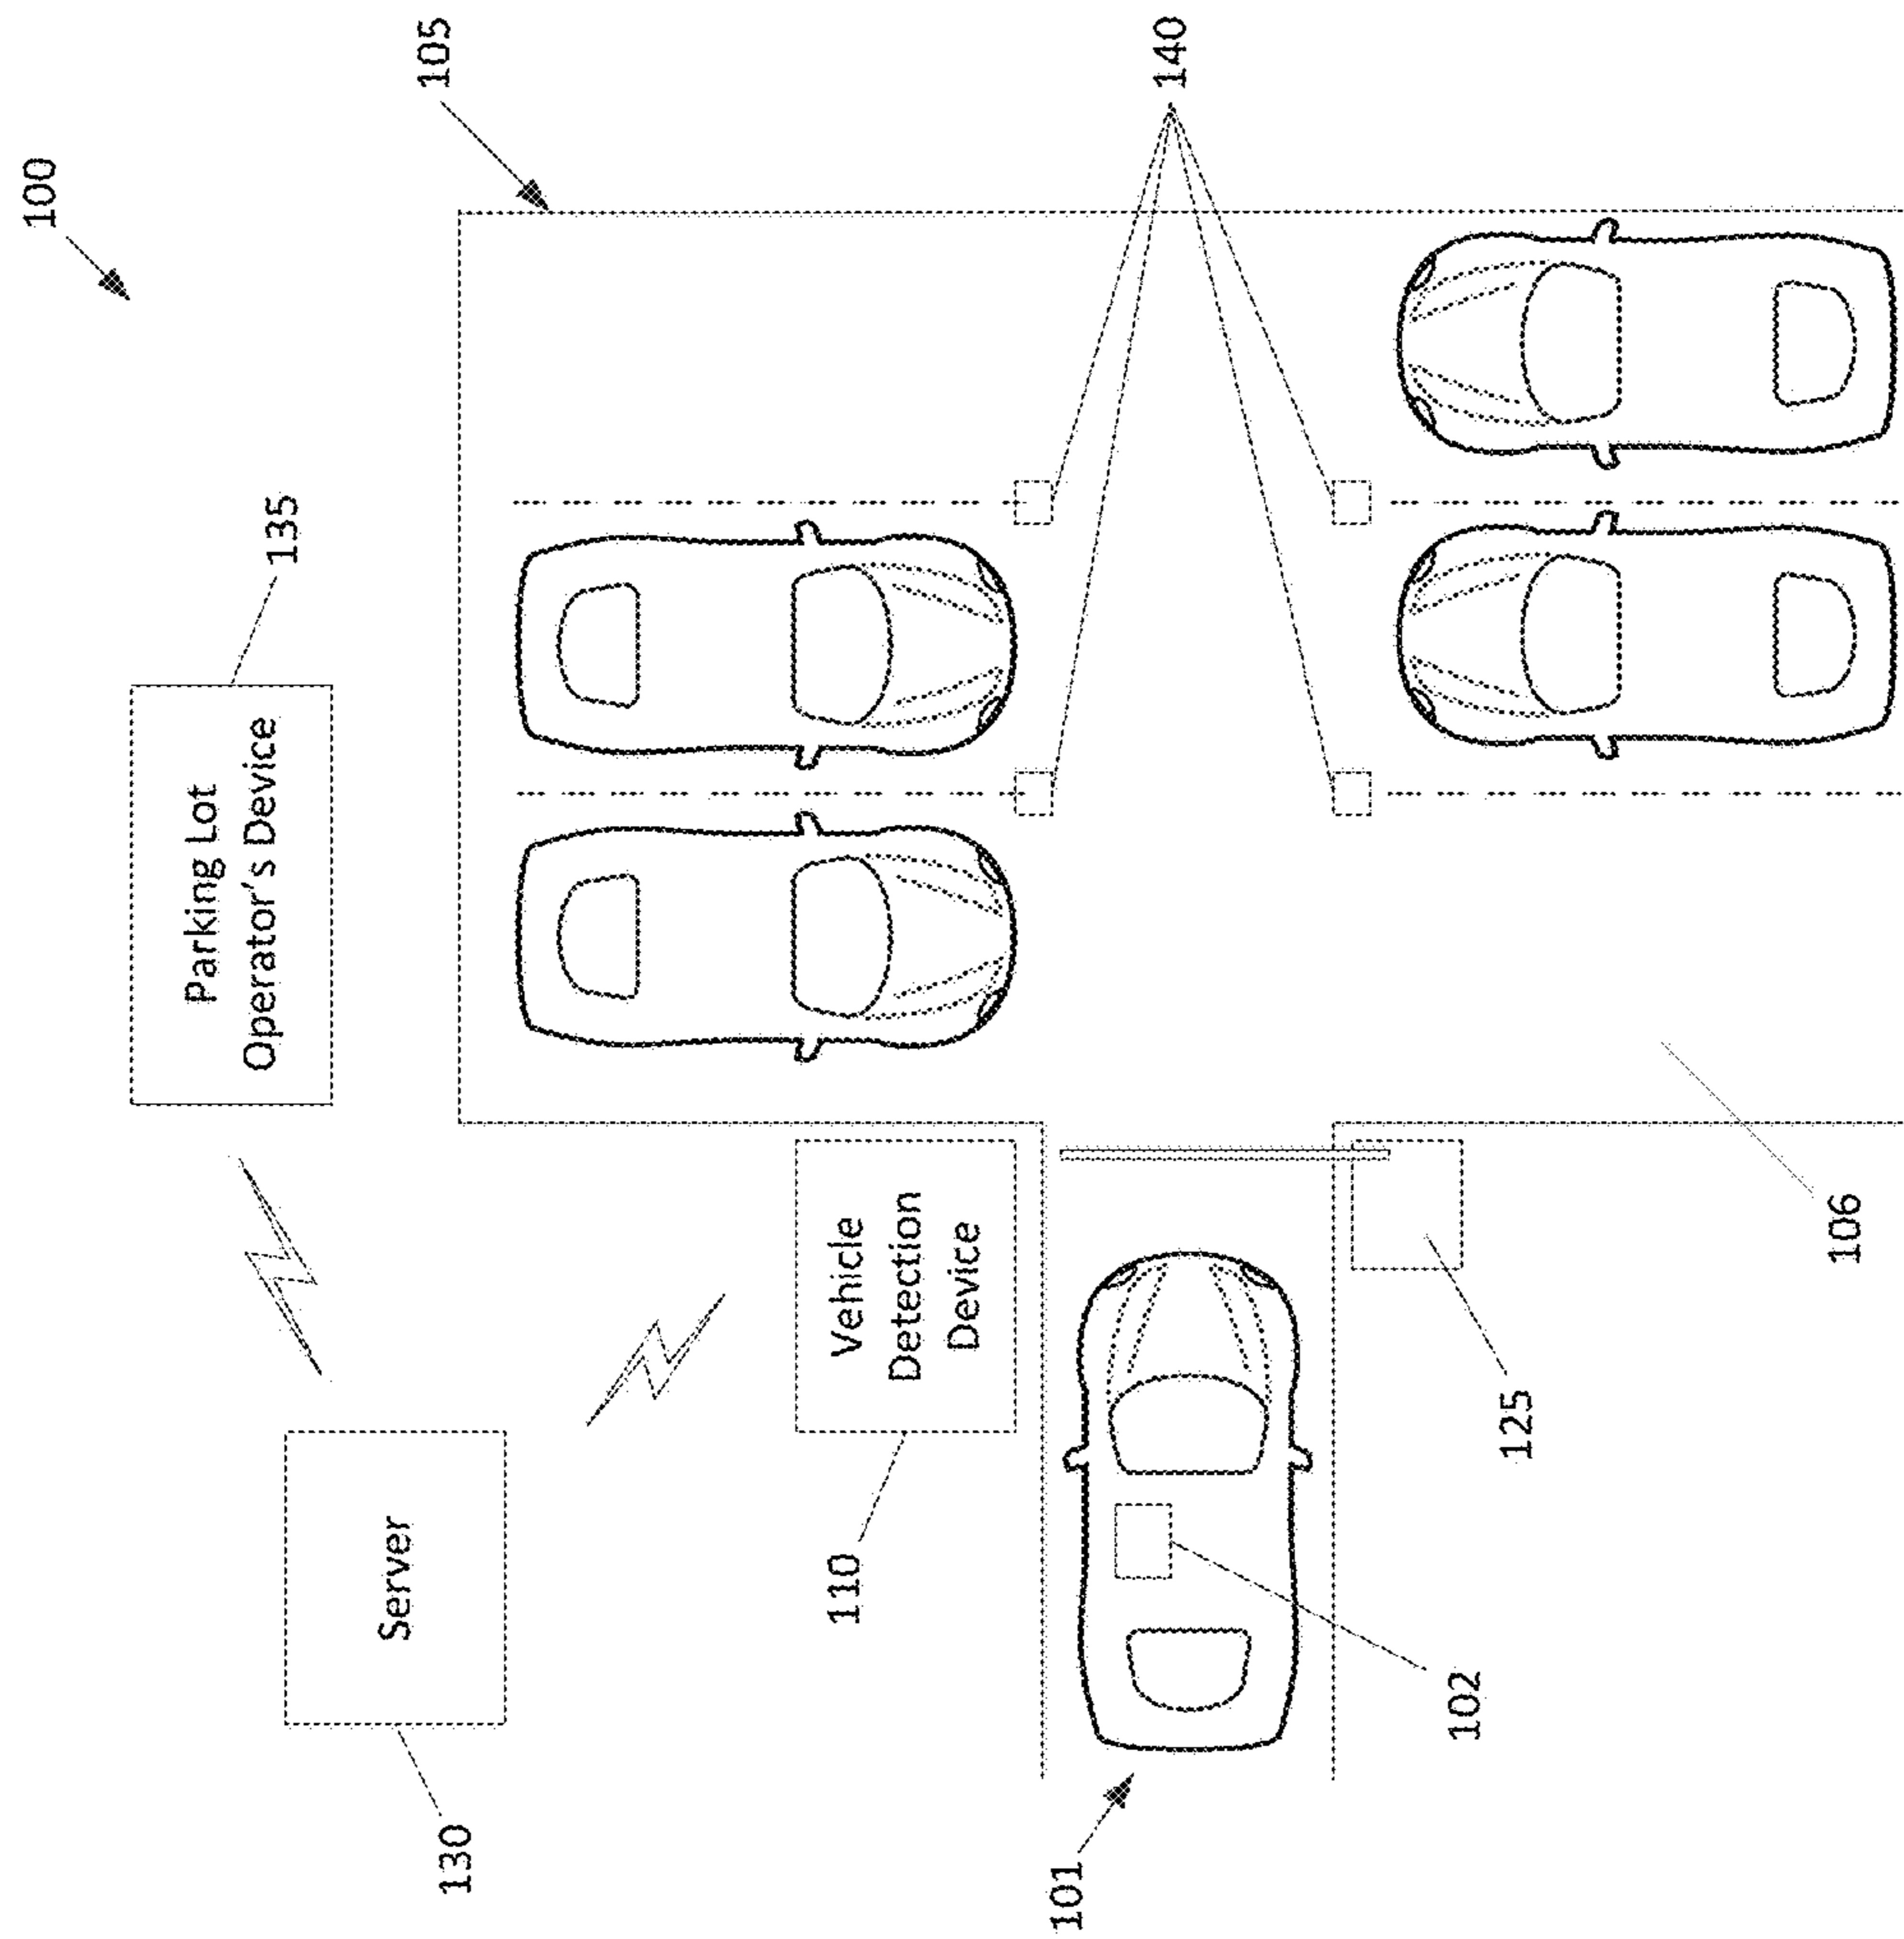 100
105
140
135
Parking Lot
Operator's Device
Server
130
Vehicle
Detection
Device
110
101
102
125
106